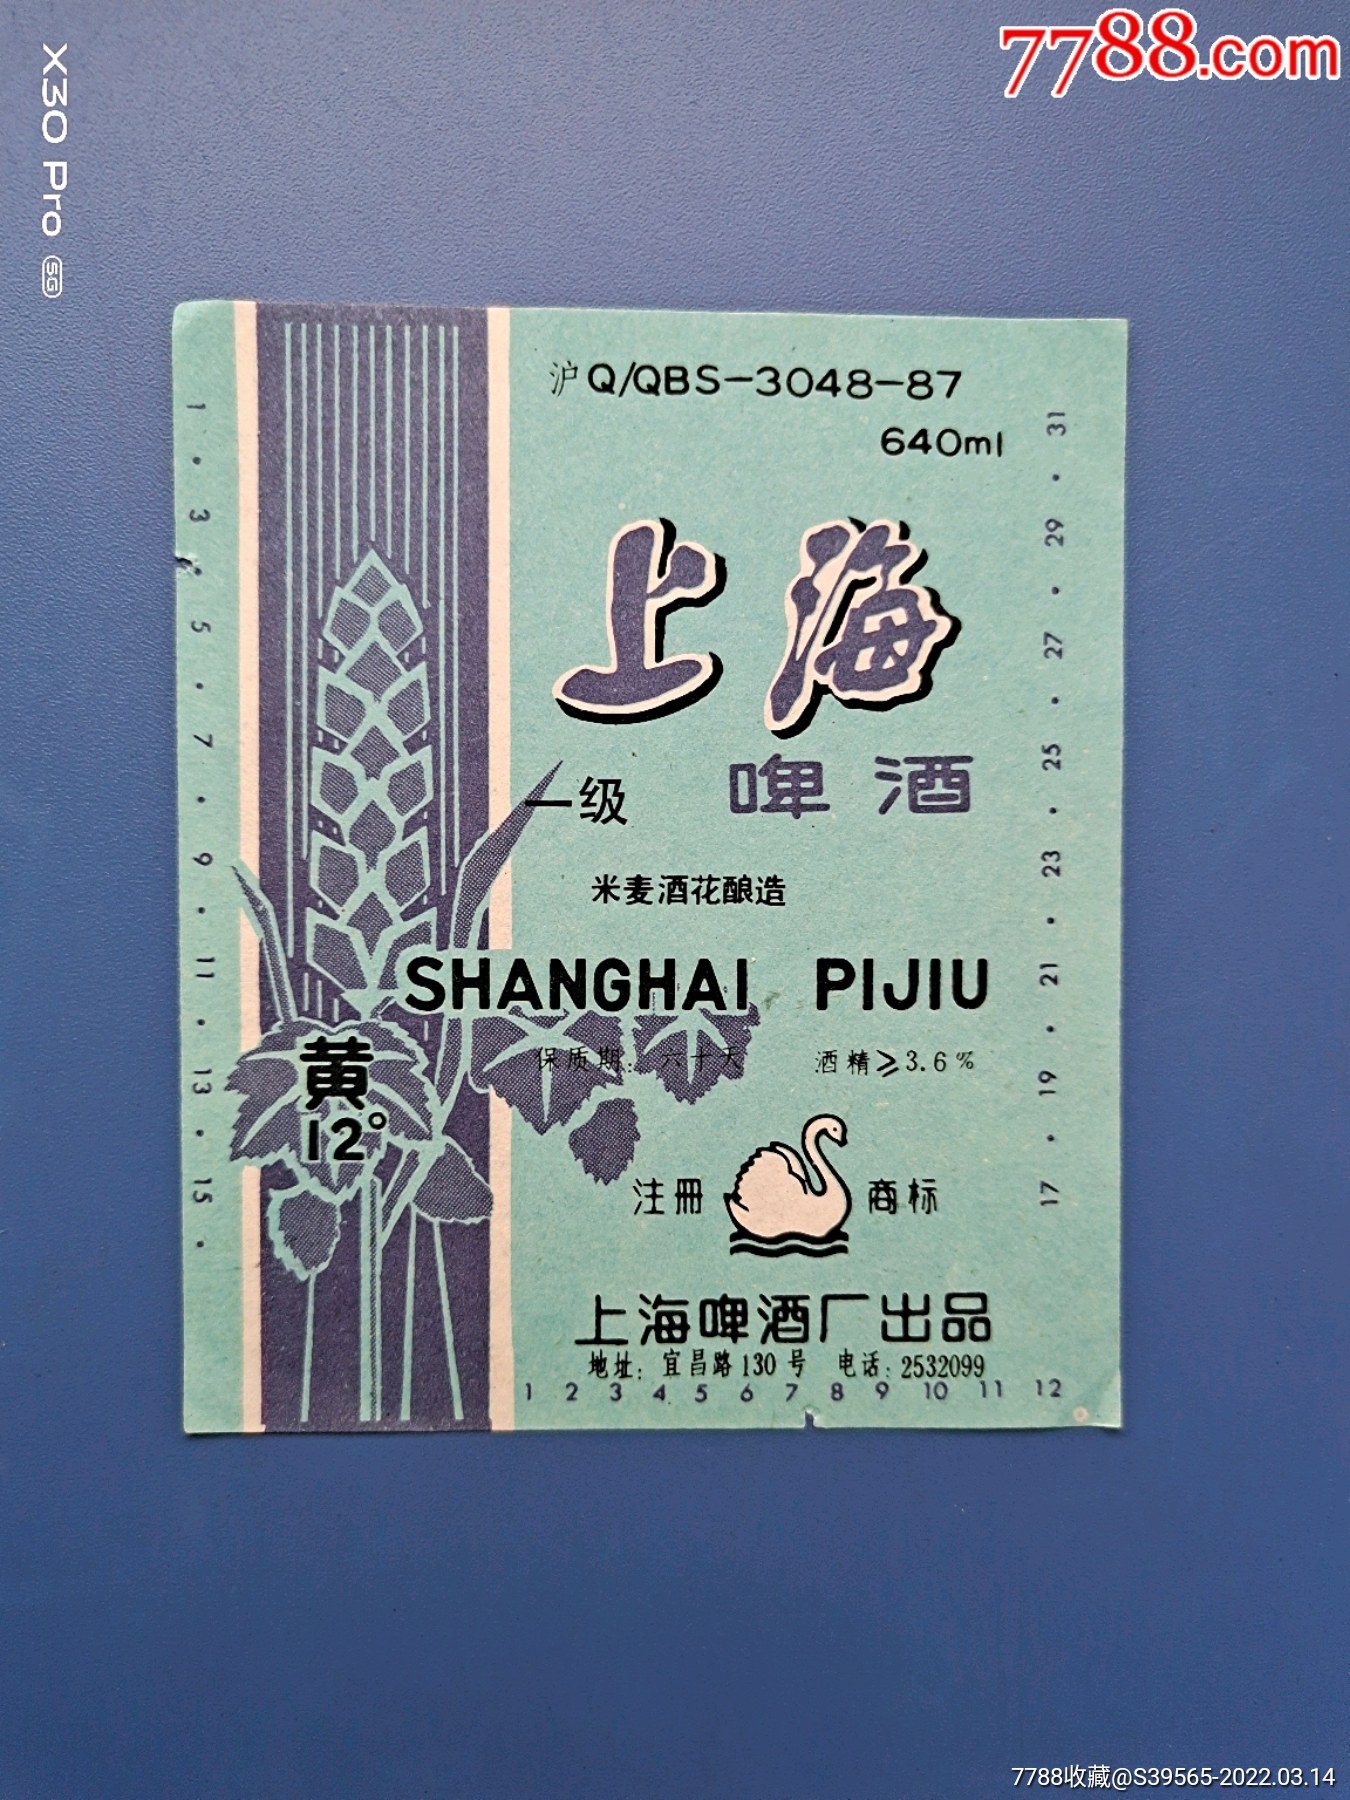 7788.com
X30 Pro 5G
沪Q/QBS-3048-87
640ml
上海
一级 啤酒
米麦酒花酿造
SHANGHAI PIJIU
保质期:六十天 酒精≥3.6%
黄
12°
注册 商标
上海啤酒厂出品
地址:宜昌路130号 电话:2532099
1 2 3 4 5 6 7 8 9 10 11 12
1 · 3 · 5 · 7 · 9 · 11 · 13 · 15 ·
17 · 19 · 21 · 23 · 25 · 27 · 29 · 31
7788收藏@S39565-2022.03.14